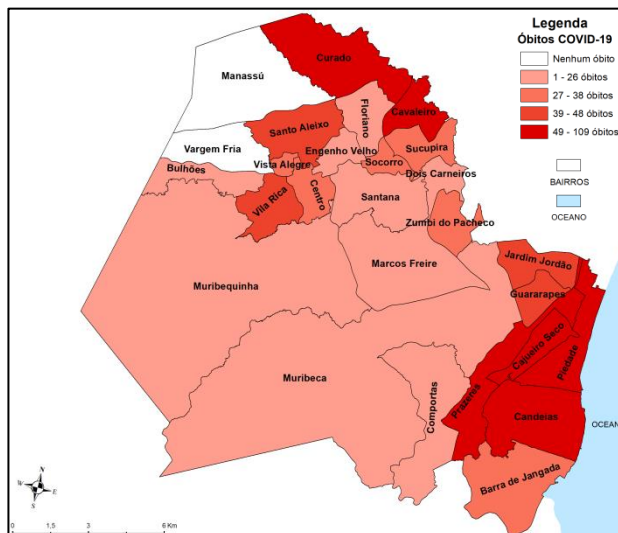 Legenda
Óbitos COVID-19
Nenhum óbito
1 - 26 óbitos
27 - 38 óbitos
39 - 48 óbitos
49 - 109 óbitos
BAIRROS
OCEANO
Curado
Manassú
Cavaleiro
Floriano
Santo Aleixo
Sucupira
Vargem Fria
Engenho Velho
Socorro
Vista Alegre
Bulhões
Dois Carneiros
Vila Rica
Centro
Santana
Zumbi do Pacheco
Marcos Freire
Jardim Jordão
Muribequinha
Guararapes
Cajueiro Seco
Piedade
Muribeca
Comportas
Prazeres
Candeias
OCEAN
Barra de Jangada
N
W E
S
0 1,5 3 6 Km